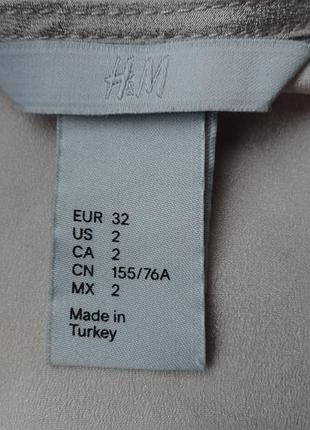 H&M
EUR 32
US 2
CA 2
CN 155/76A
MX 2
Made in
Turkey